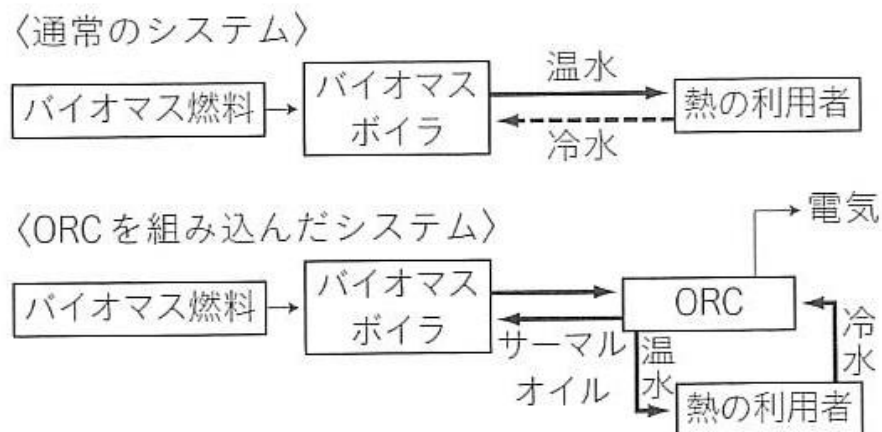 〈通常のシステム〉
バイオマス燃料
バイオマス
ボイラ
温水
冷水
熱の利用者
〈ORCを組み込んだシステム〉
電気
バイオマス燃料
バイオマス
ボイラ
サーマル
オイル
ORC
温水
冷水
熱の利用者